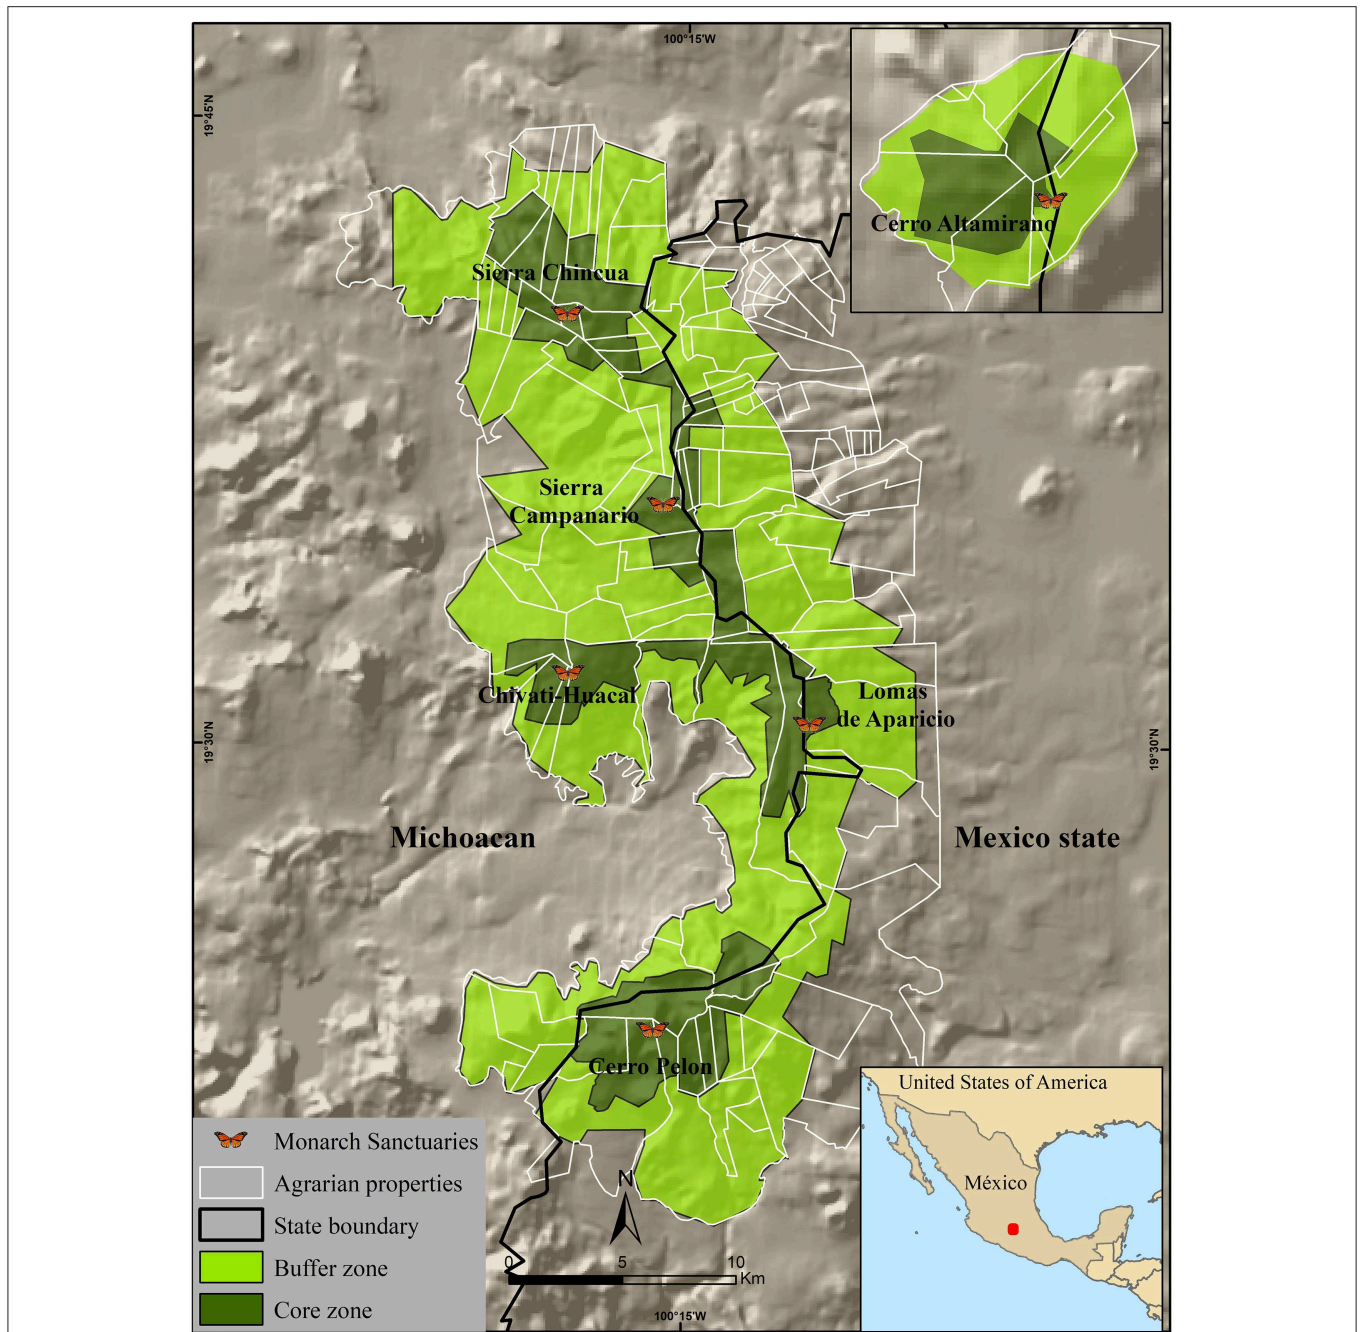 100°15'W
19°45'N
Cerro Altamirano
Sierra Chincua
Sierra
Campanario
Chivati-Huacal
Lomas
de Aparicio
19°30'N
19°30'N
Michoacan
Mexico state
Cerro Pelon
United States of America
México
Monarch Sanctuaries
Agrarian properties
State boundary
Buffer zone
Core zone
N
0 5 10
Km
100°15'W